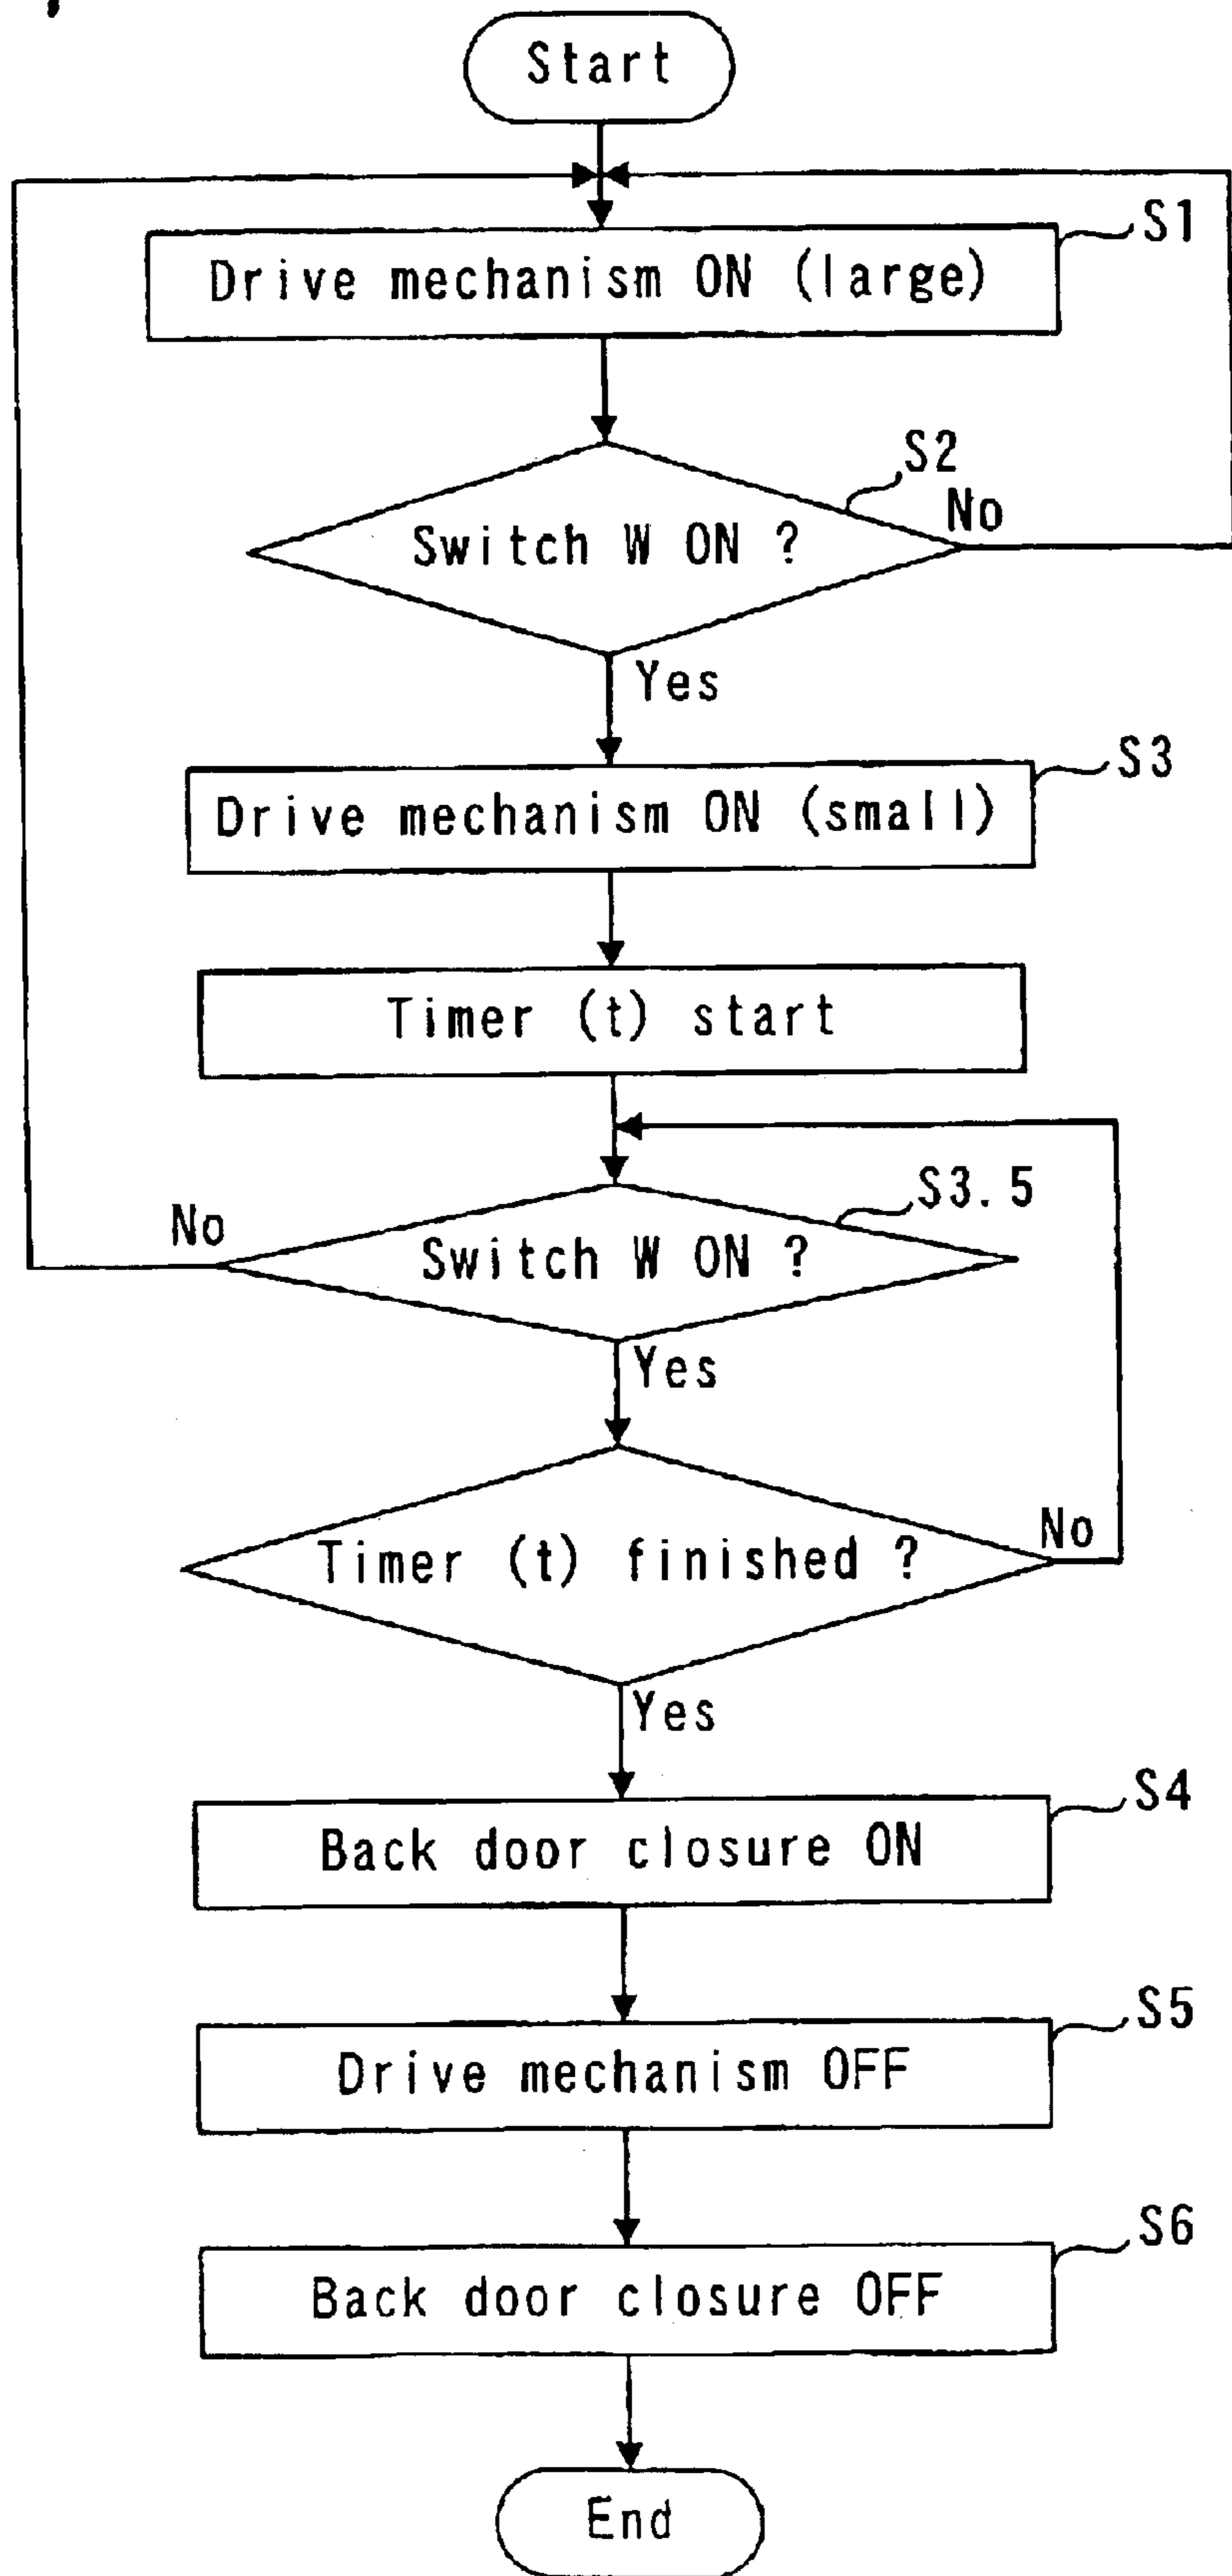 Start
S1
Drive mechanism ON (large)
S2
No
Switch W ON ?
Yes
S3
Drive mechanism ON (small)
Timer (t) start
S3.5
No
Switch W ON ?
Yes
No
Timer (t) finished ?
Yes
S4
Back door closure ON
S5
Drive mechanism OFF
S6
Back door closure OFF
End